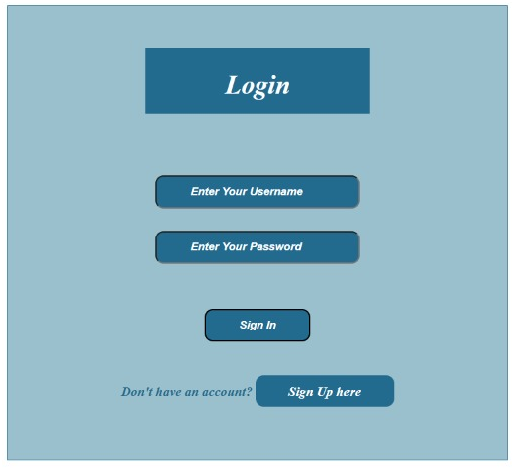 Login
Enter Your Username
Enter Your Password
Sign In
Don't have an account? Sign Up here